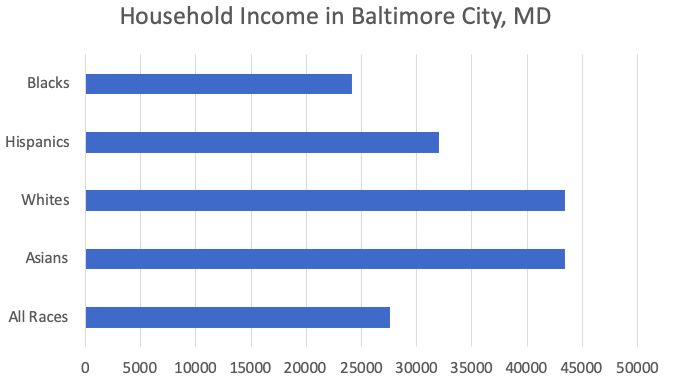 Household Income in Baltimore City, MD
Blacks
Hispanics
Whites
Asians
All Races
0 5000 10000 15000 20000 25000 30000 35000 40000 45000 50000